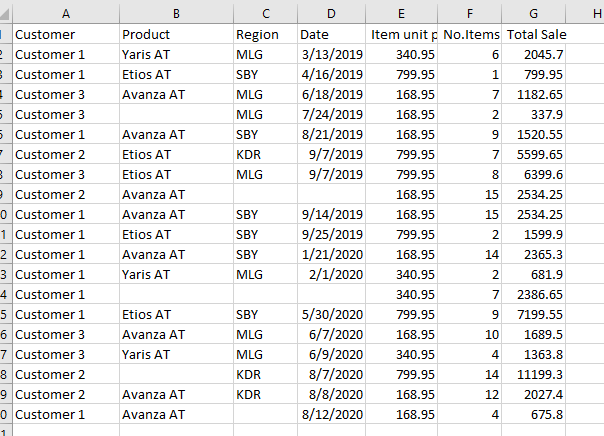 A B C D E F G H
1 Customer Product Region Date Item unit p No.Items Total Sale
2 Customer 1 Yaris AT MLG 3/13/2019 340.95 6 2045.7
3 Customer 1 Etios AT SBY 4/16/2019 799.95 1 799.95
4 Customer 3 Avanza AT MLG 6/18/2019 168.95 7 1182.65
5 Customer 3 MLG 7/24/2019 168.95 2 337.9
6 Customer 1 Avanza AT SBY 8/21/2019 168.95 9 1520.55
7 Customer 2 Etios AT KDR 9/7/2019 799.95 7 5599.65
8 Customer 3 Etios AT MLG 9/7/2019 799.95 8 6399.6
9 Customer 2 Avanza AT 168.95 15 2534.25
0 Customer 1 Avanza AT SBY 9/14/2019 168.95 15 2534.25
1 Customer 1 Etios AT SBY 9/25/2019 799.95 2 1599.9
2 Customer 1 Avanza AT SBY 1/21/2020 168.95 14 2365.3
3 Customer 1 Yaris AT MLG 2/1/2020 340.95 2 681.9
4 Customer 1 340.95 7 2386.65
5 Customer 1 Etios AT SBY 5/30/2020 799.95 9 7199.55
6 Customer 3 Avanza AT MLG 6/7/2020 168.95 10 1689.5
7 Customer 3 Yaris AT MLG 6/9/2020 340.95 4 1363.8
8 Customer 2 KDR 8/7/2020 799.95 14 11199.3
9 Customer 2 Avanza AT KDR 8/8/2020 168.95 12 2027.4
0 Customer 1 Avanza AT 8/12/2020 168.95 4 675.8